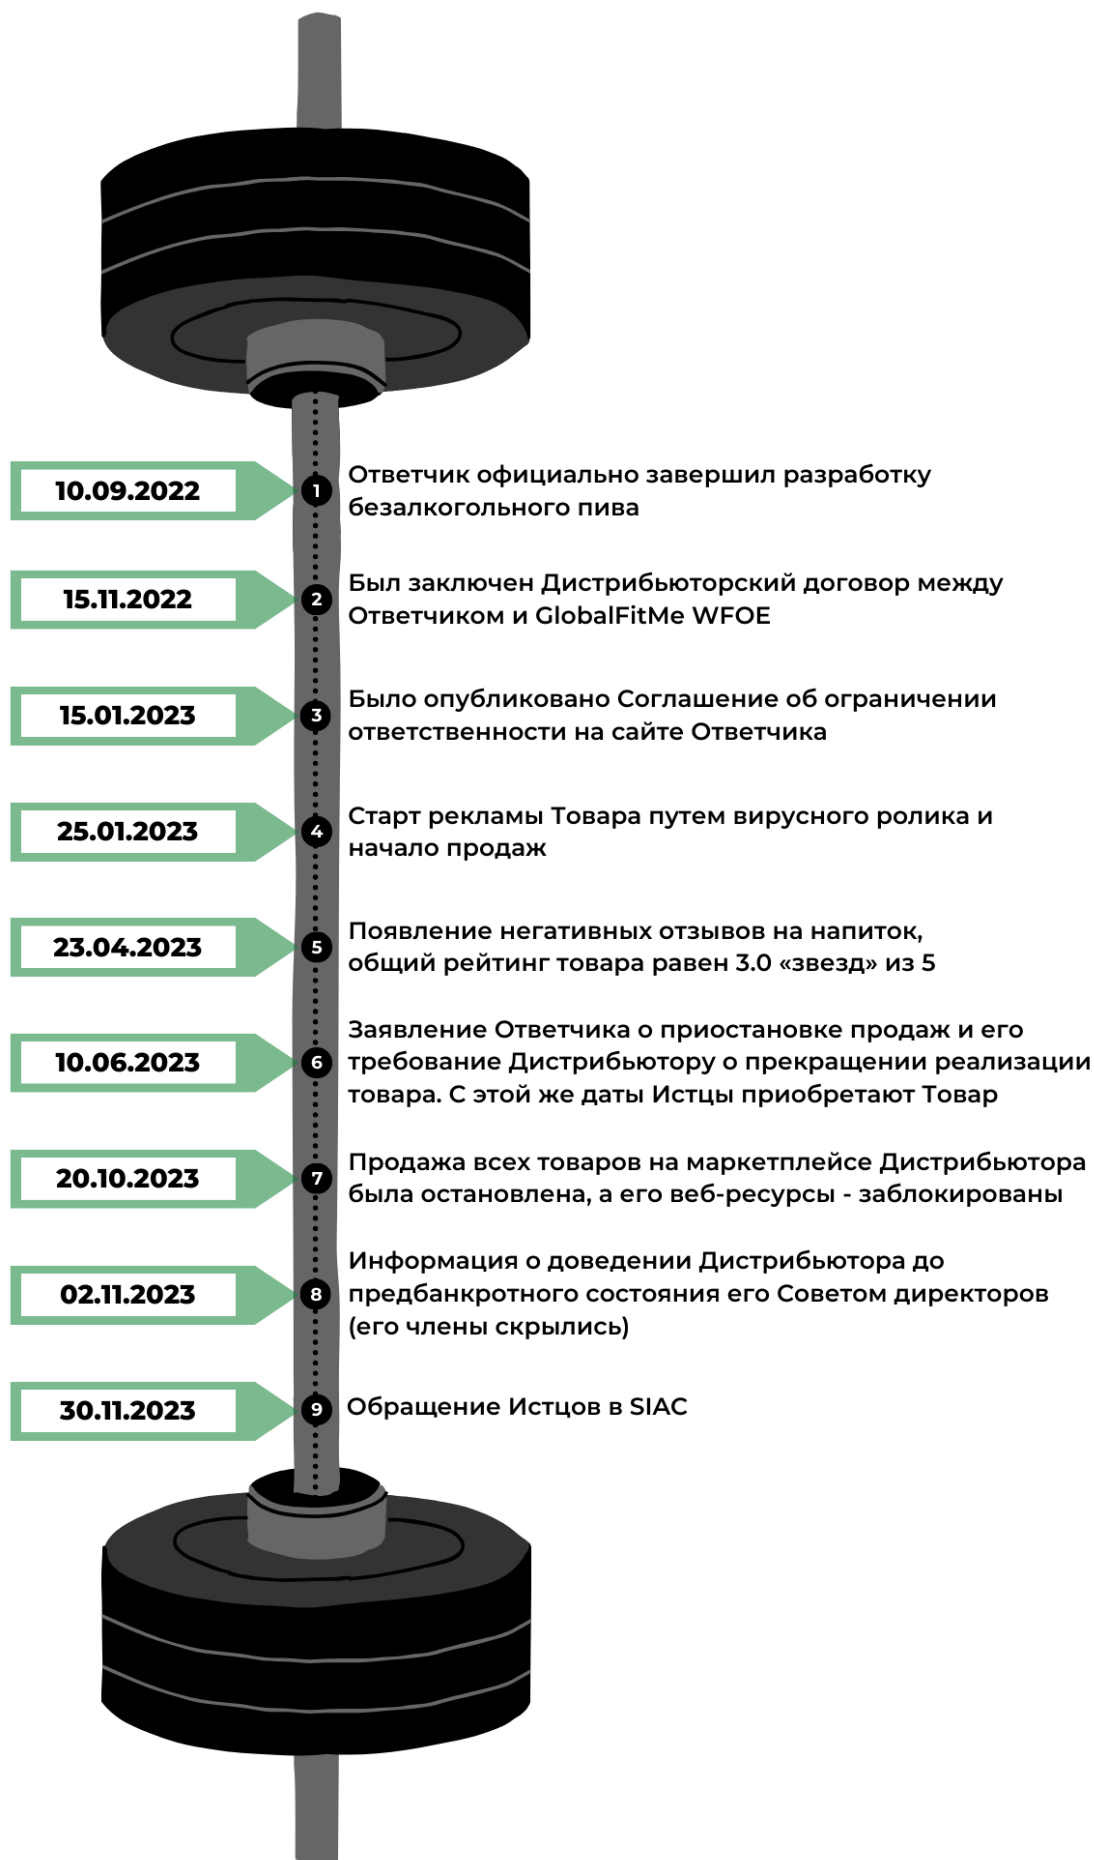 10.09.2022
1
Ответчик официально завершил разработку
безалкогольного пива
15.11.2022
2
Был заключен Дистрибьюторский договор между
Ответчиком и GlobalFitMe WFOE
15.01.2023
3
Было опубликовано Соглашение об ограничении
ответственности на сайте Ответчика
25.01.2023
4
Старт рекламы Товара путем вирусного ролика и
начало продаж
23.04.2023
5
Появление негативных отзывов на напиток,
общий рейтинг товара равен 3.0 «звезд» из 5
10.06.2023
6
Заявление Ответчика о приостановке продаж и его
требование Дистрибьютору о прекращении реализации
товара. С этой же даты Истцы приобретают Товар
20.10.2023
7
Продажа всех товаров на маркетплейсе Дистрибьютора
была остановлена, а его веб-ресурсы - заблокированы
02.11.2023
8
Информация о доведении Дистрибьютора до
предбанкротного состояния его Советом директоров
(его члены скрылись)
30.11.2023
9
Обращение Истцов в SIAC